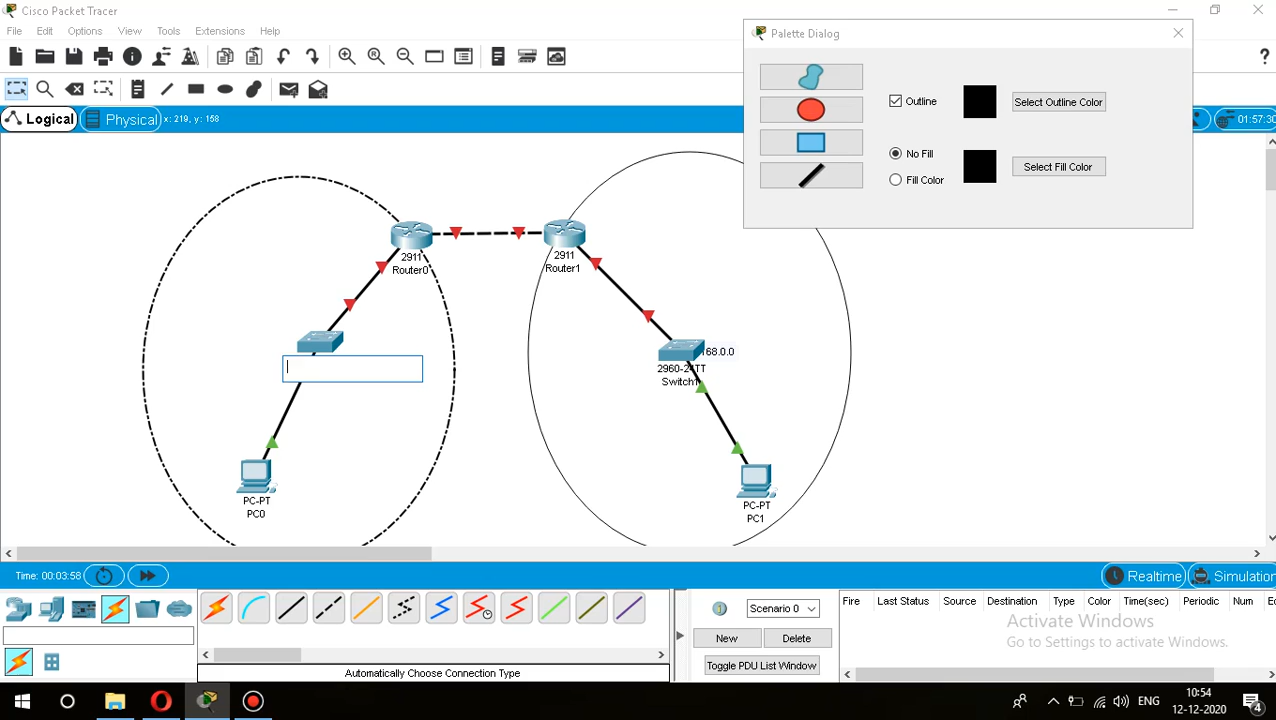 Cisco Packet Tracer
Palette Dialog
File Edit Options View Tools Extensions Help
Outline
Select Outline Color
No Fill
Select Fill Color
Fill Color
Logical
Physical
x: 219, y: 158
01:57:30
2911
Router0
2911
Router1
168.0.0
2960-24TT
Switch1
PC-PT
PC0
PC-PT
PC1
Time: 00:03:58
Realtime
Simulation
Scenario 0
New
Delete
Toggle PDU List Window
Fire Last Status Source Destination Type Color Time(sec) Periodic Num
Activate Windows
Go to Settings to activate Windows.
Automatically Choose Connection Type
ENG
10:54
12-12-2020
4